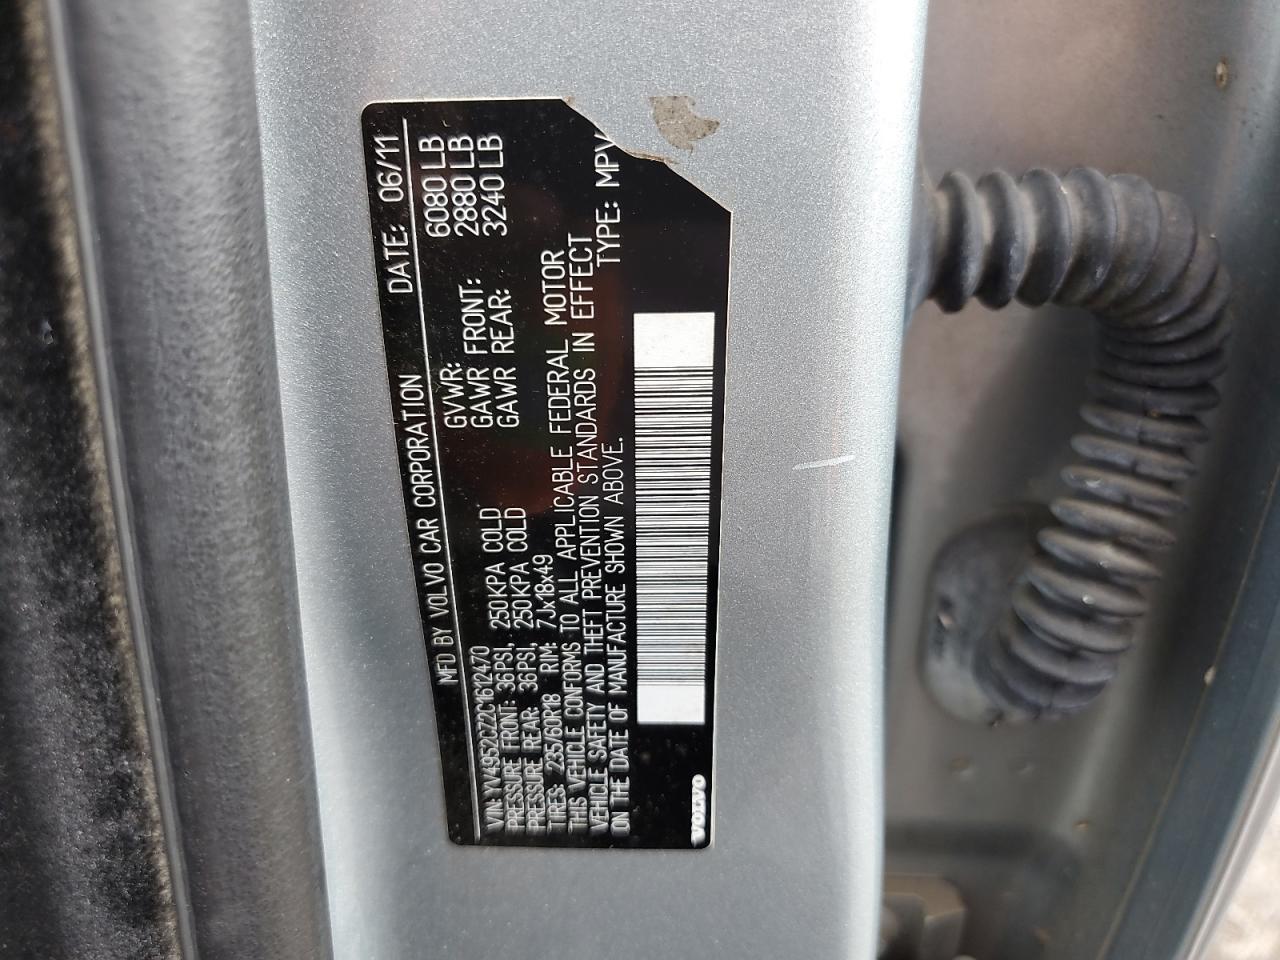 MFD BY VOLVO CAR CORPORATION DATE: 06/11
VIN: YV4952CZ2C1612470 GVWR: 6080 LB
PRESSURE FRONT: 36PSI, 250KPA COLD GAWR FRONT: 2880 LB
PRESSURE REAR: 36PSI, 250KPA COLD GAWR REAR: 3240 LB
TIRES: 235/60R18 RIM: 7Jx18x49
THIS VEHICLE CONFORMS TO ALL APPLICABLE FEDERAL MOTOR
VEHICLE SAFETY AND THEFT PREVENTION STANDARDS IN EFFECT
ON THE DATE OF MANUFACTURE SHOWN ABOVE. TYPE: MPV
VOLVO